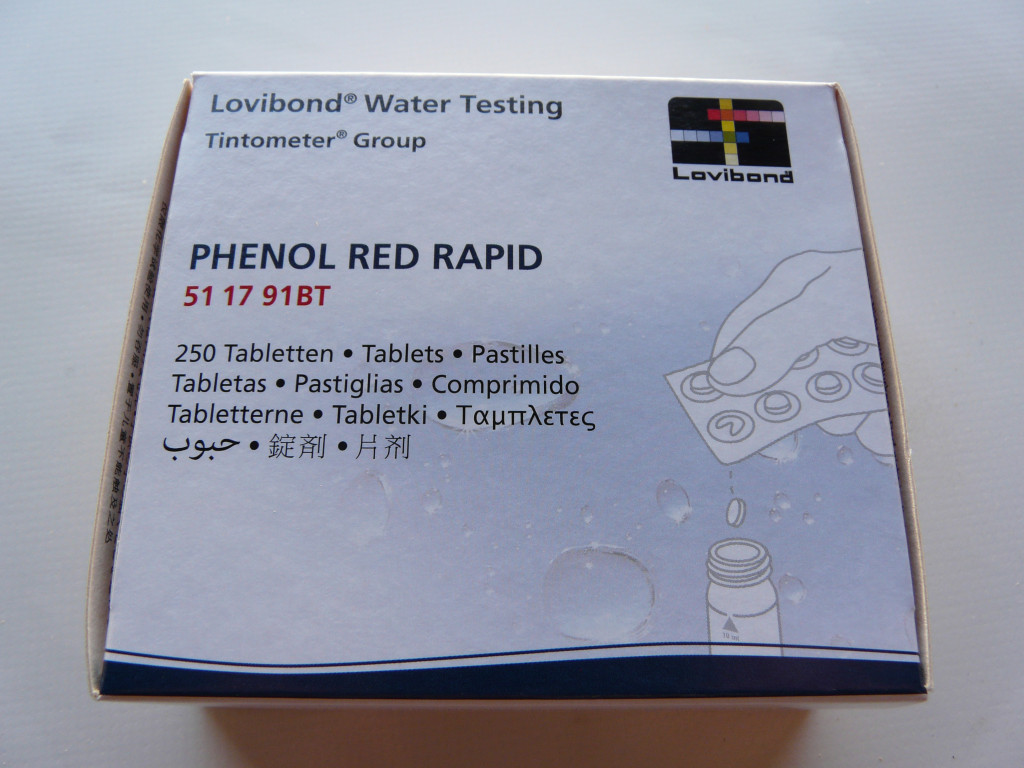 Lovibond® Water Testing
Tintometer® Group
Lovibond
PHENOL RED RAPID
51 17 91BT
250 Tabletten • Tablets • Pastilles
Tabletas • Pastiglias • Comprimido
Tabletterne • Tabletki • Ταμπλετες
حبوب • 錠剤 • 片剂